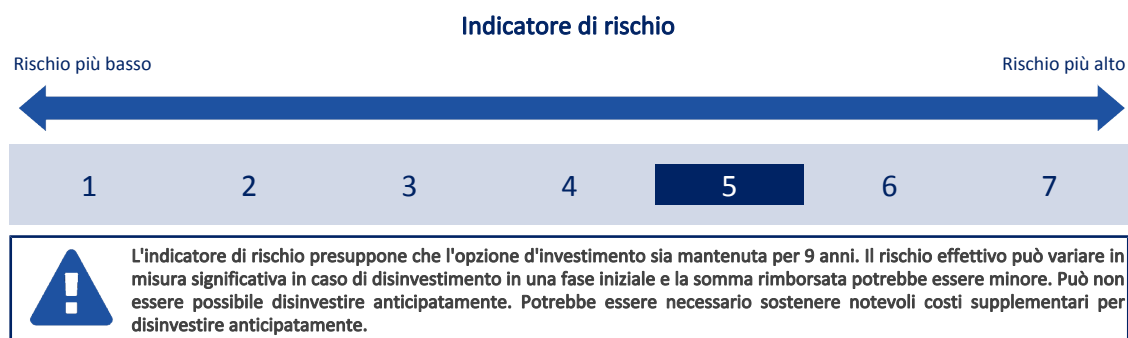 Indicatore di rischio
Rischio più basso
Rischio più alto
1 2 3 4 5 6 7
L'indicatore di rischio presuppone che l'opzione d'investimento sia mantenuta per 9 anni. Il rischio effettivo può variare in
misura significativa in caso di disinvestimento in una fase iniziale e la somma rimborsata potrebbe essere minore. Può non
essere possibile disinvestire anticipatamente. Potrebbe essere necessario sostenere notevoli costi supplementari per
disinvestire anticipatamente.